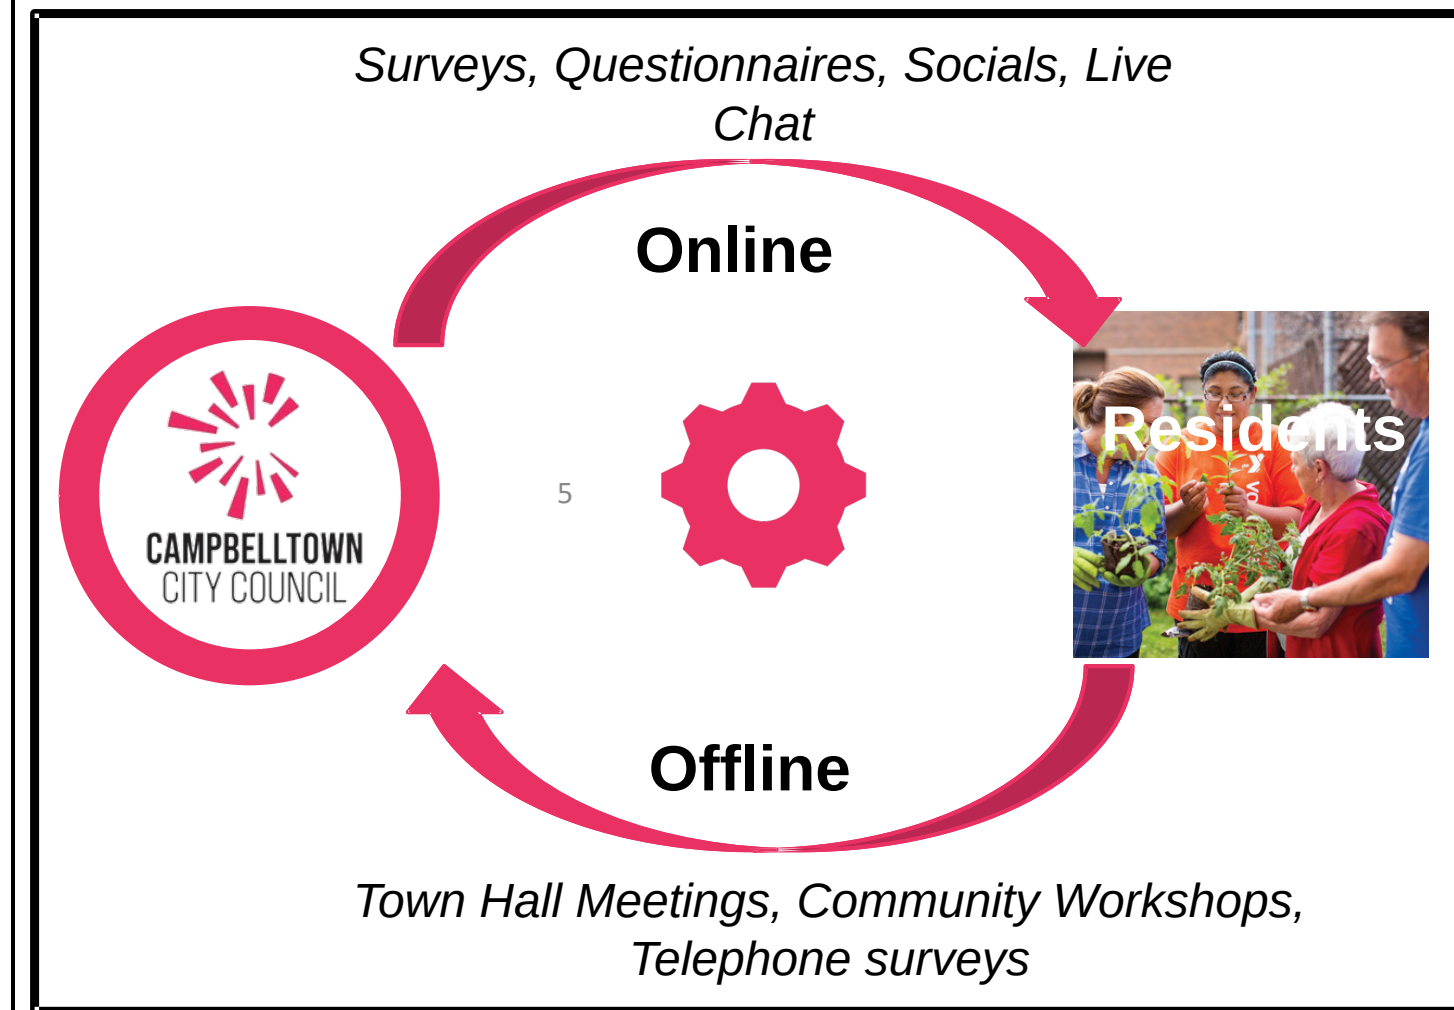 Surveys, Questionnaires, Socials, Live
Chat
Online
Residents
CAMPBELLTOWN
CITY COUNCIL
5
Offline
Town Hall Meetings, Community Workshops,
Telephone surveys